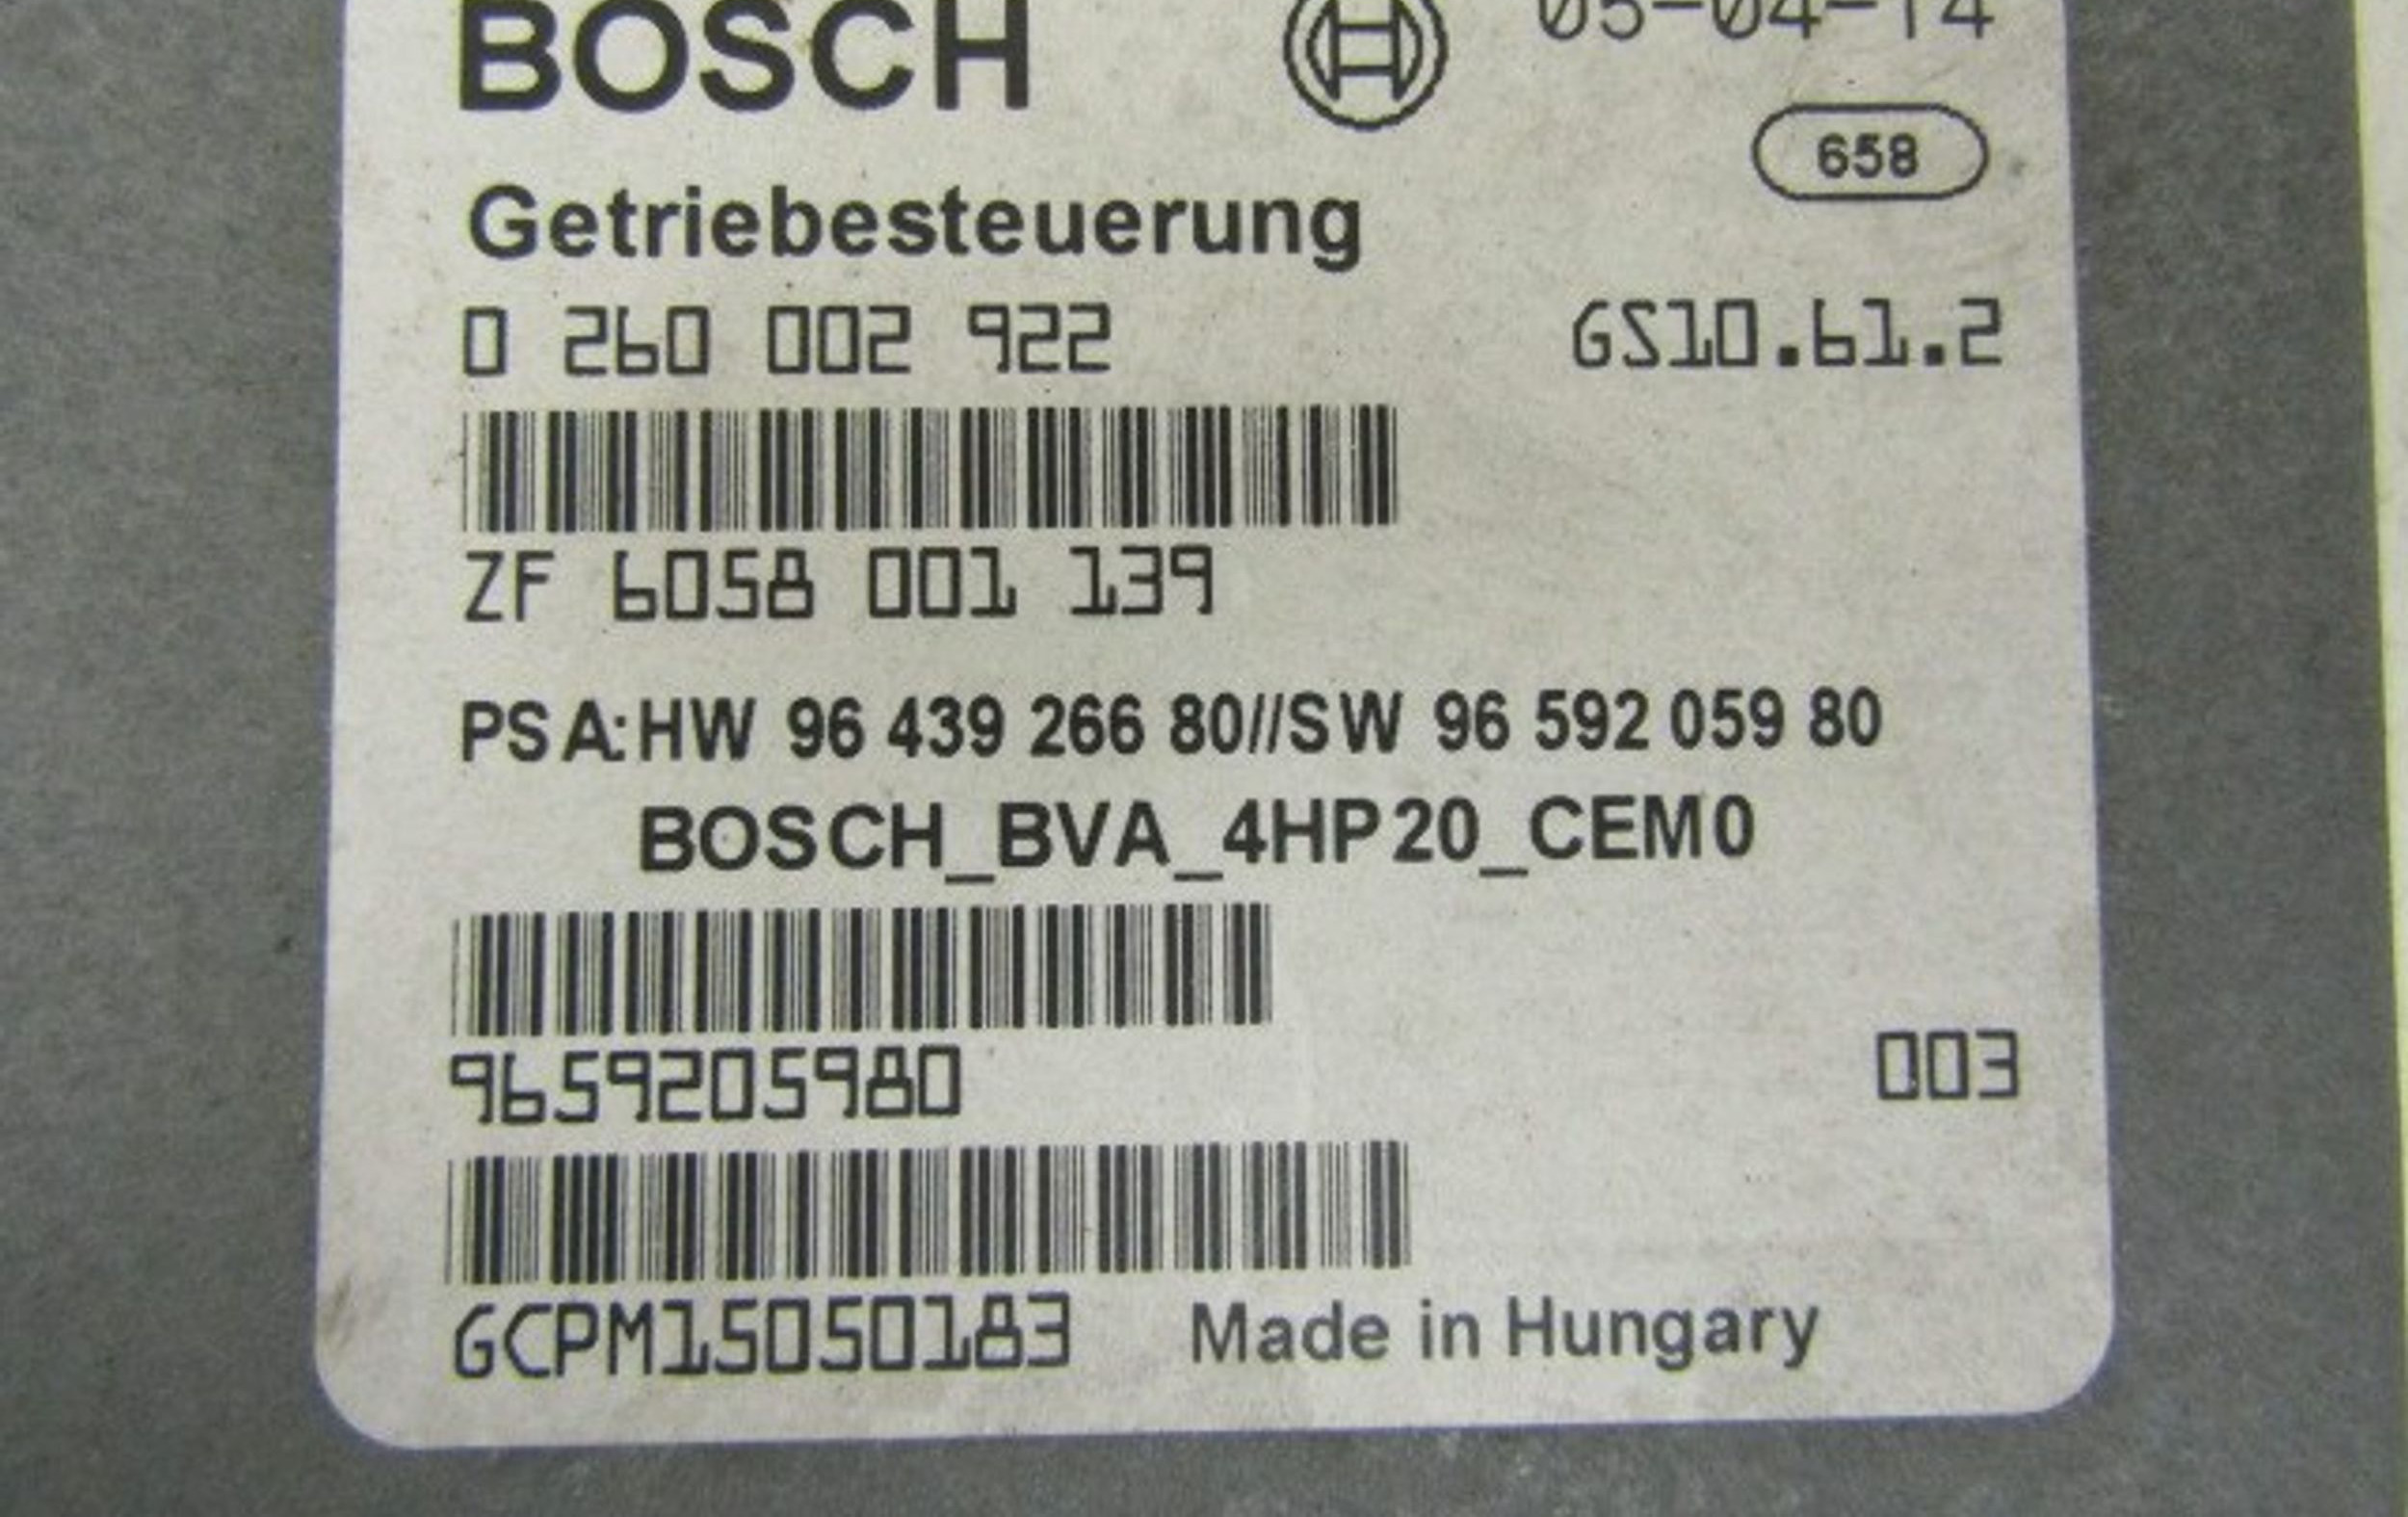 BOSCH 05-04-14
658
Getriebesteuerung
0 260 002 922 GS10.61.2
ZF 6058 001 139
PSA:HW 96 439 266 80//SW 96 592 059 80
BOSCH_BVA_4HP20_CEM0
9659205980 003
GCPM15050183 Made in Hungary